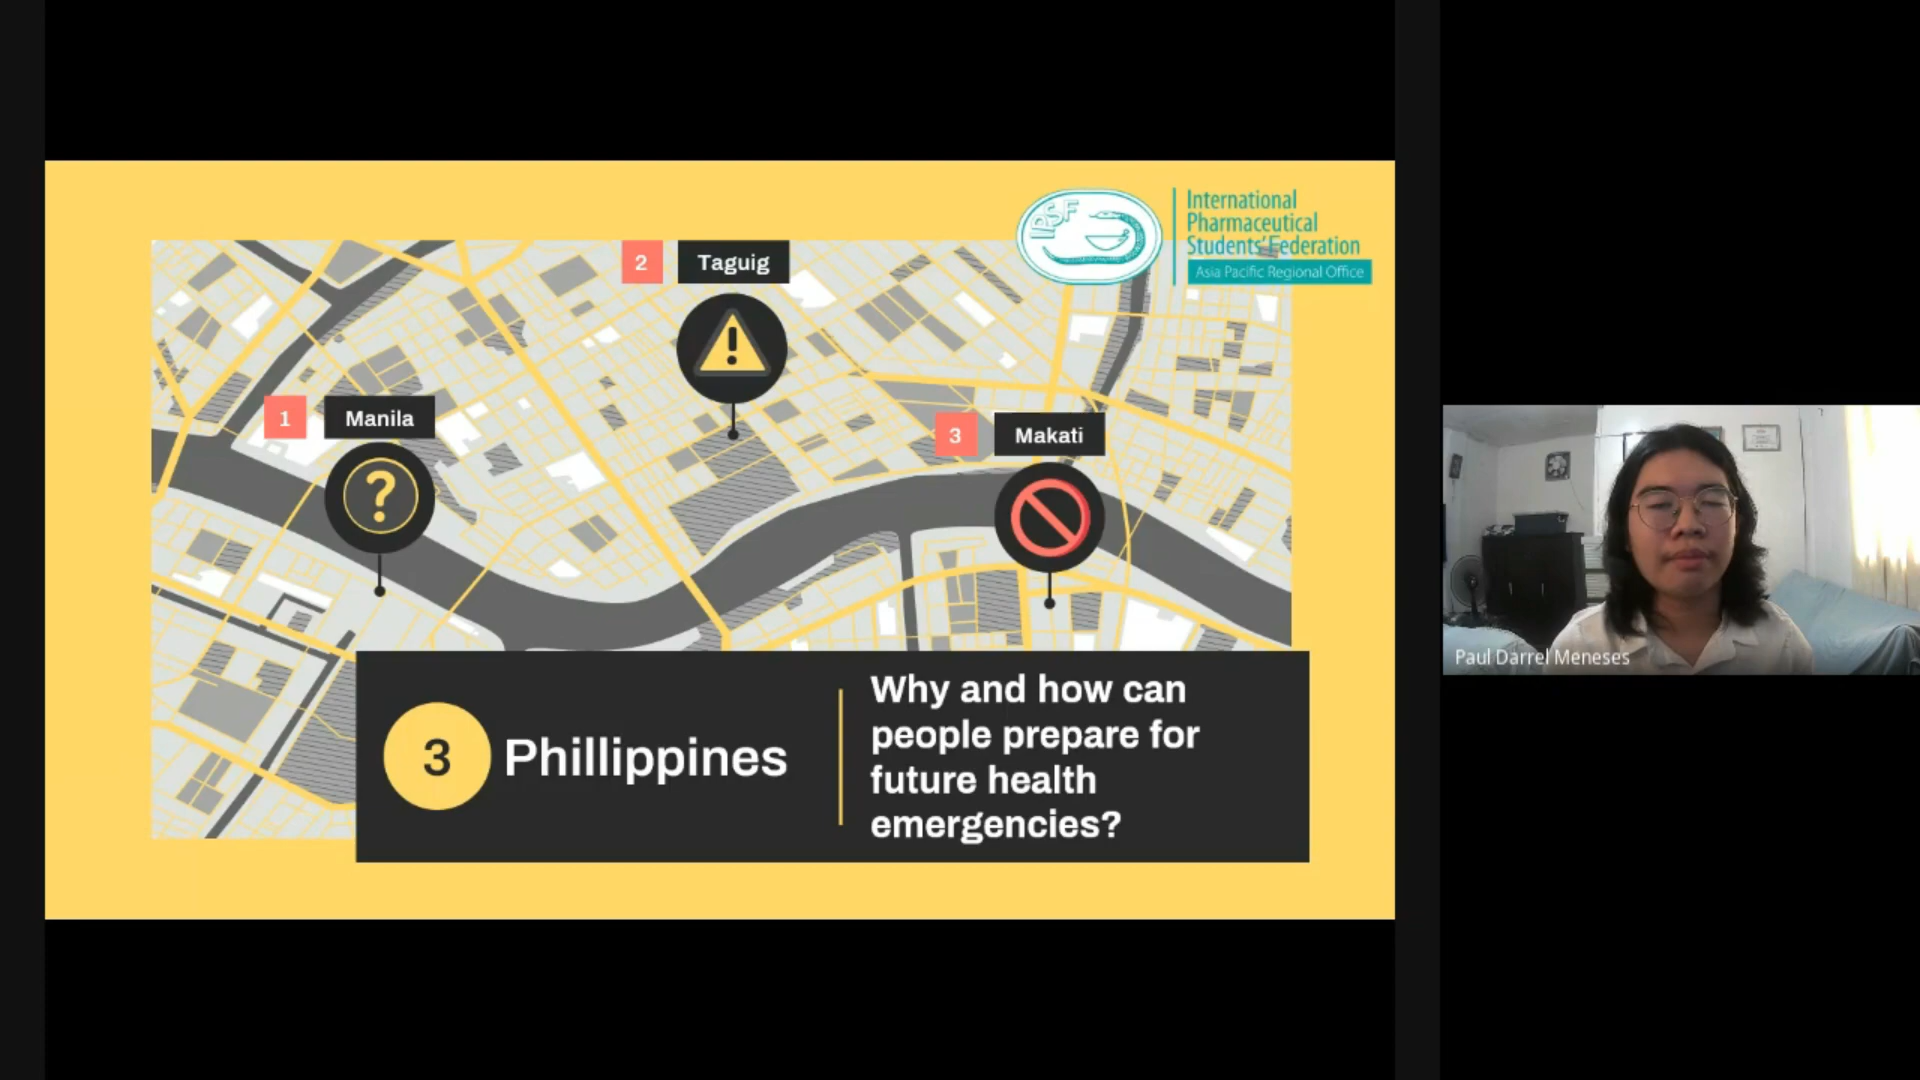 IPSF
International
Pharmaceutical
Students' Federation
Asia Pacific Regional Office
2
Taguig
1
Manila
?
3
Makati
3
Phillippines
Why and how can
people prepare for
future health
emergencies?
Paul Darrel Meneses